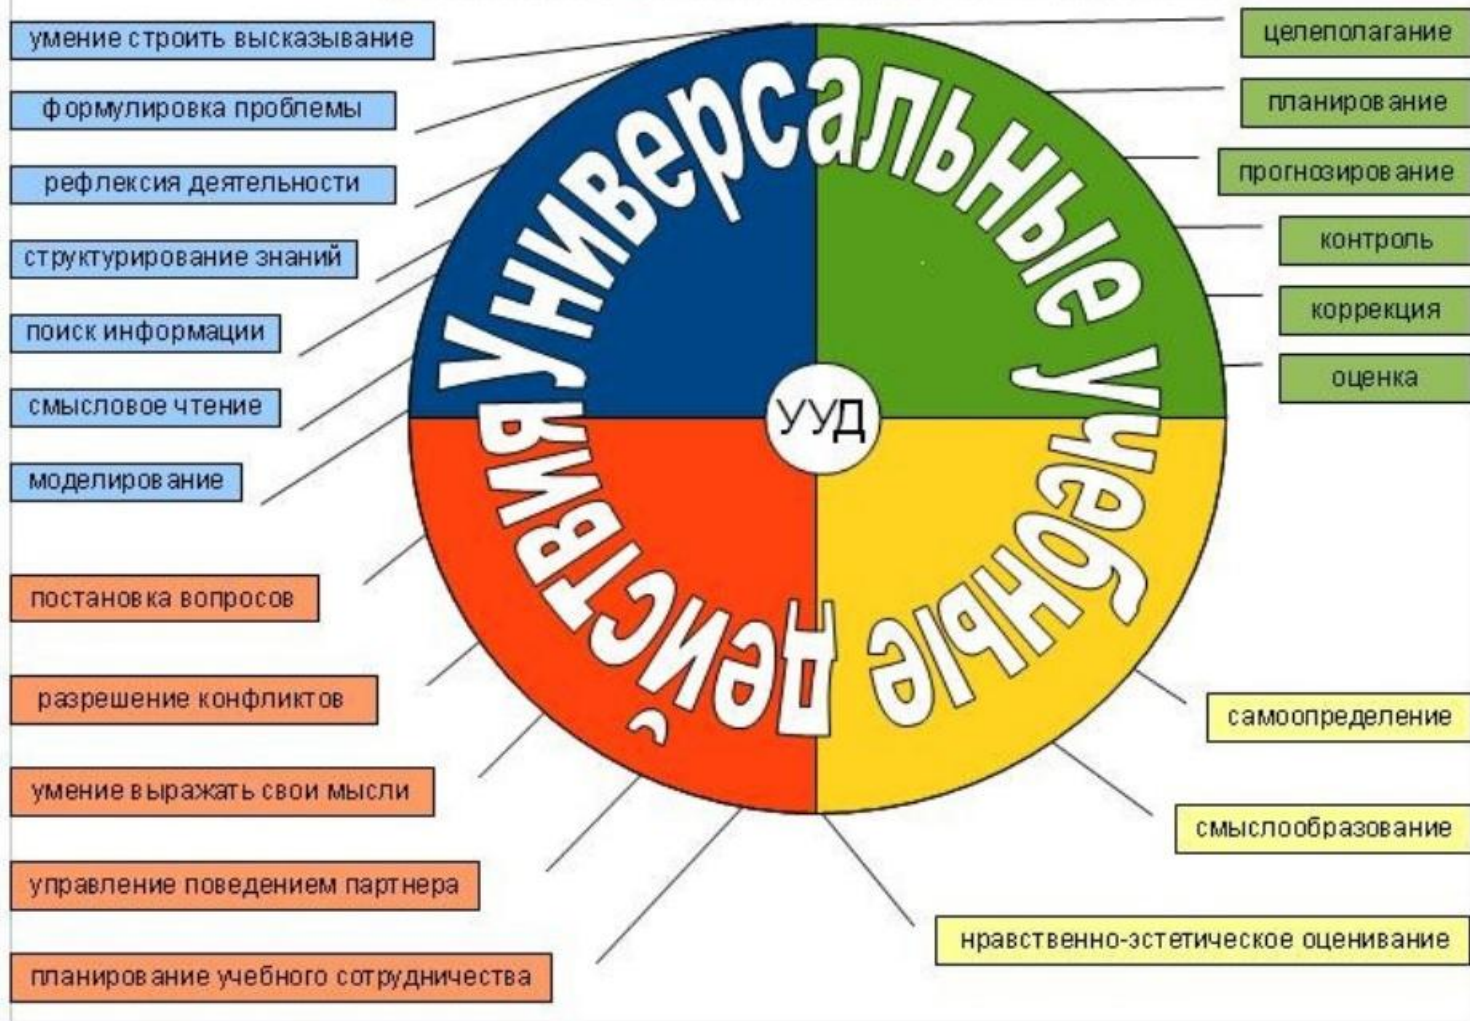 умение строить высказывание
формулировка проблемы
рефлексия деятельности
структурирование знаний
поиск информации
смысловое чтение
моделирование
постановка вопросов
разрешение конфликтов
умение выражать свои мысли
управление поведением партнера
планирование учебного сотрудничества
Универсальные учебные действия
УУД
целеполагание
планирование
прогнозирование
контроль
коррекция
оценка
самоопределение
смыслообразование
нравственно-эстетическое оценивание